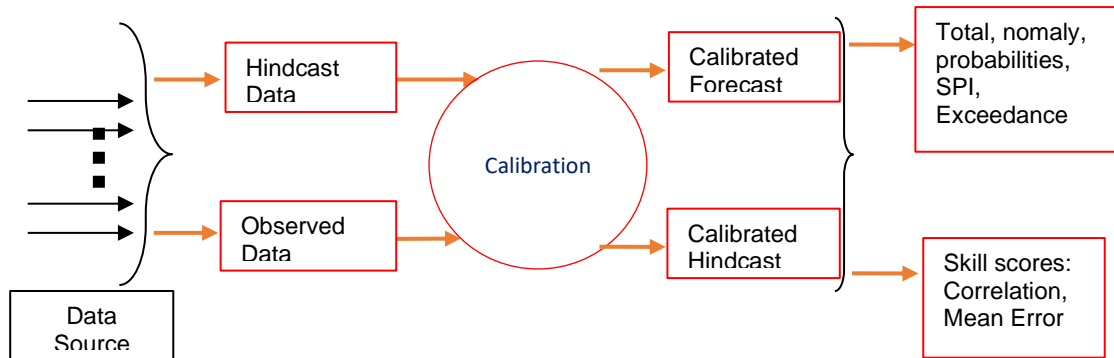 Hindcast
Data
Observed
Data
Data
Source
Calibration
Calibrated
Forecast
Calibrated
Hindcast
Total, nomaly,
probabilities,
SPI,
Exceedance
Skill scores:
Correlation,
Mean Error